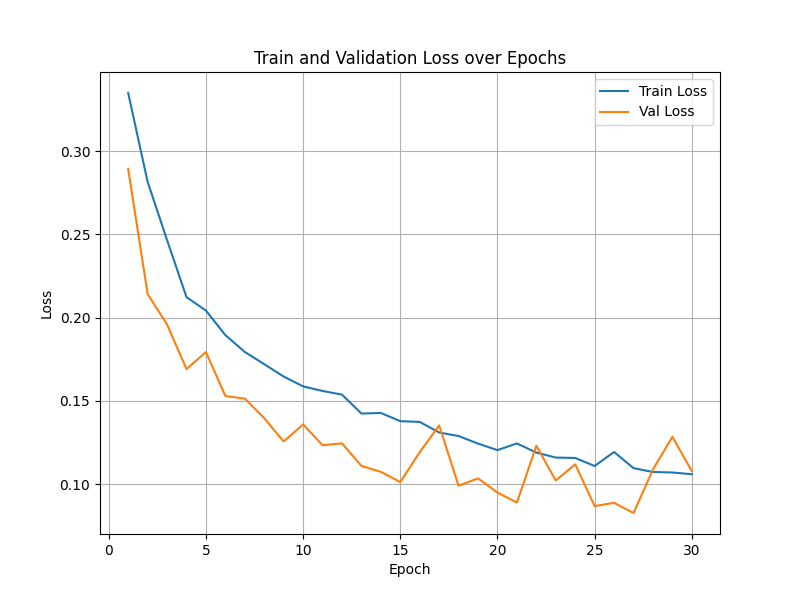 Train and Validation Loss over Epochs
Train Loss
Val Loss
0.30
0.25
0.20
0.15
0.10
Loss
0 5 10 15 20 25 30
Epoch